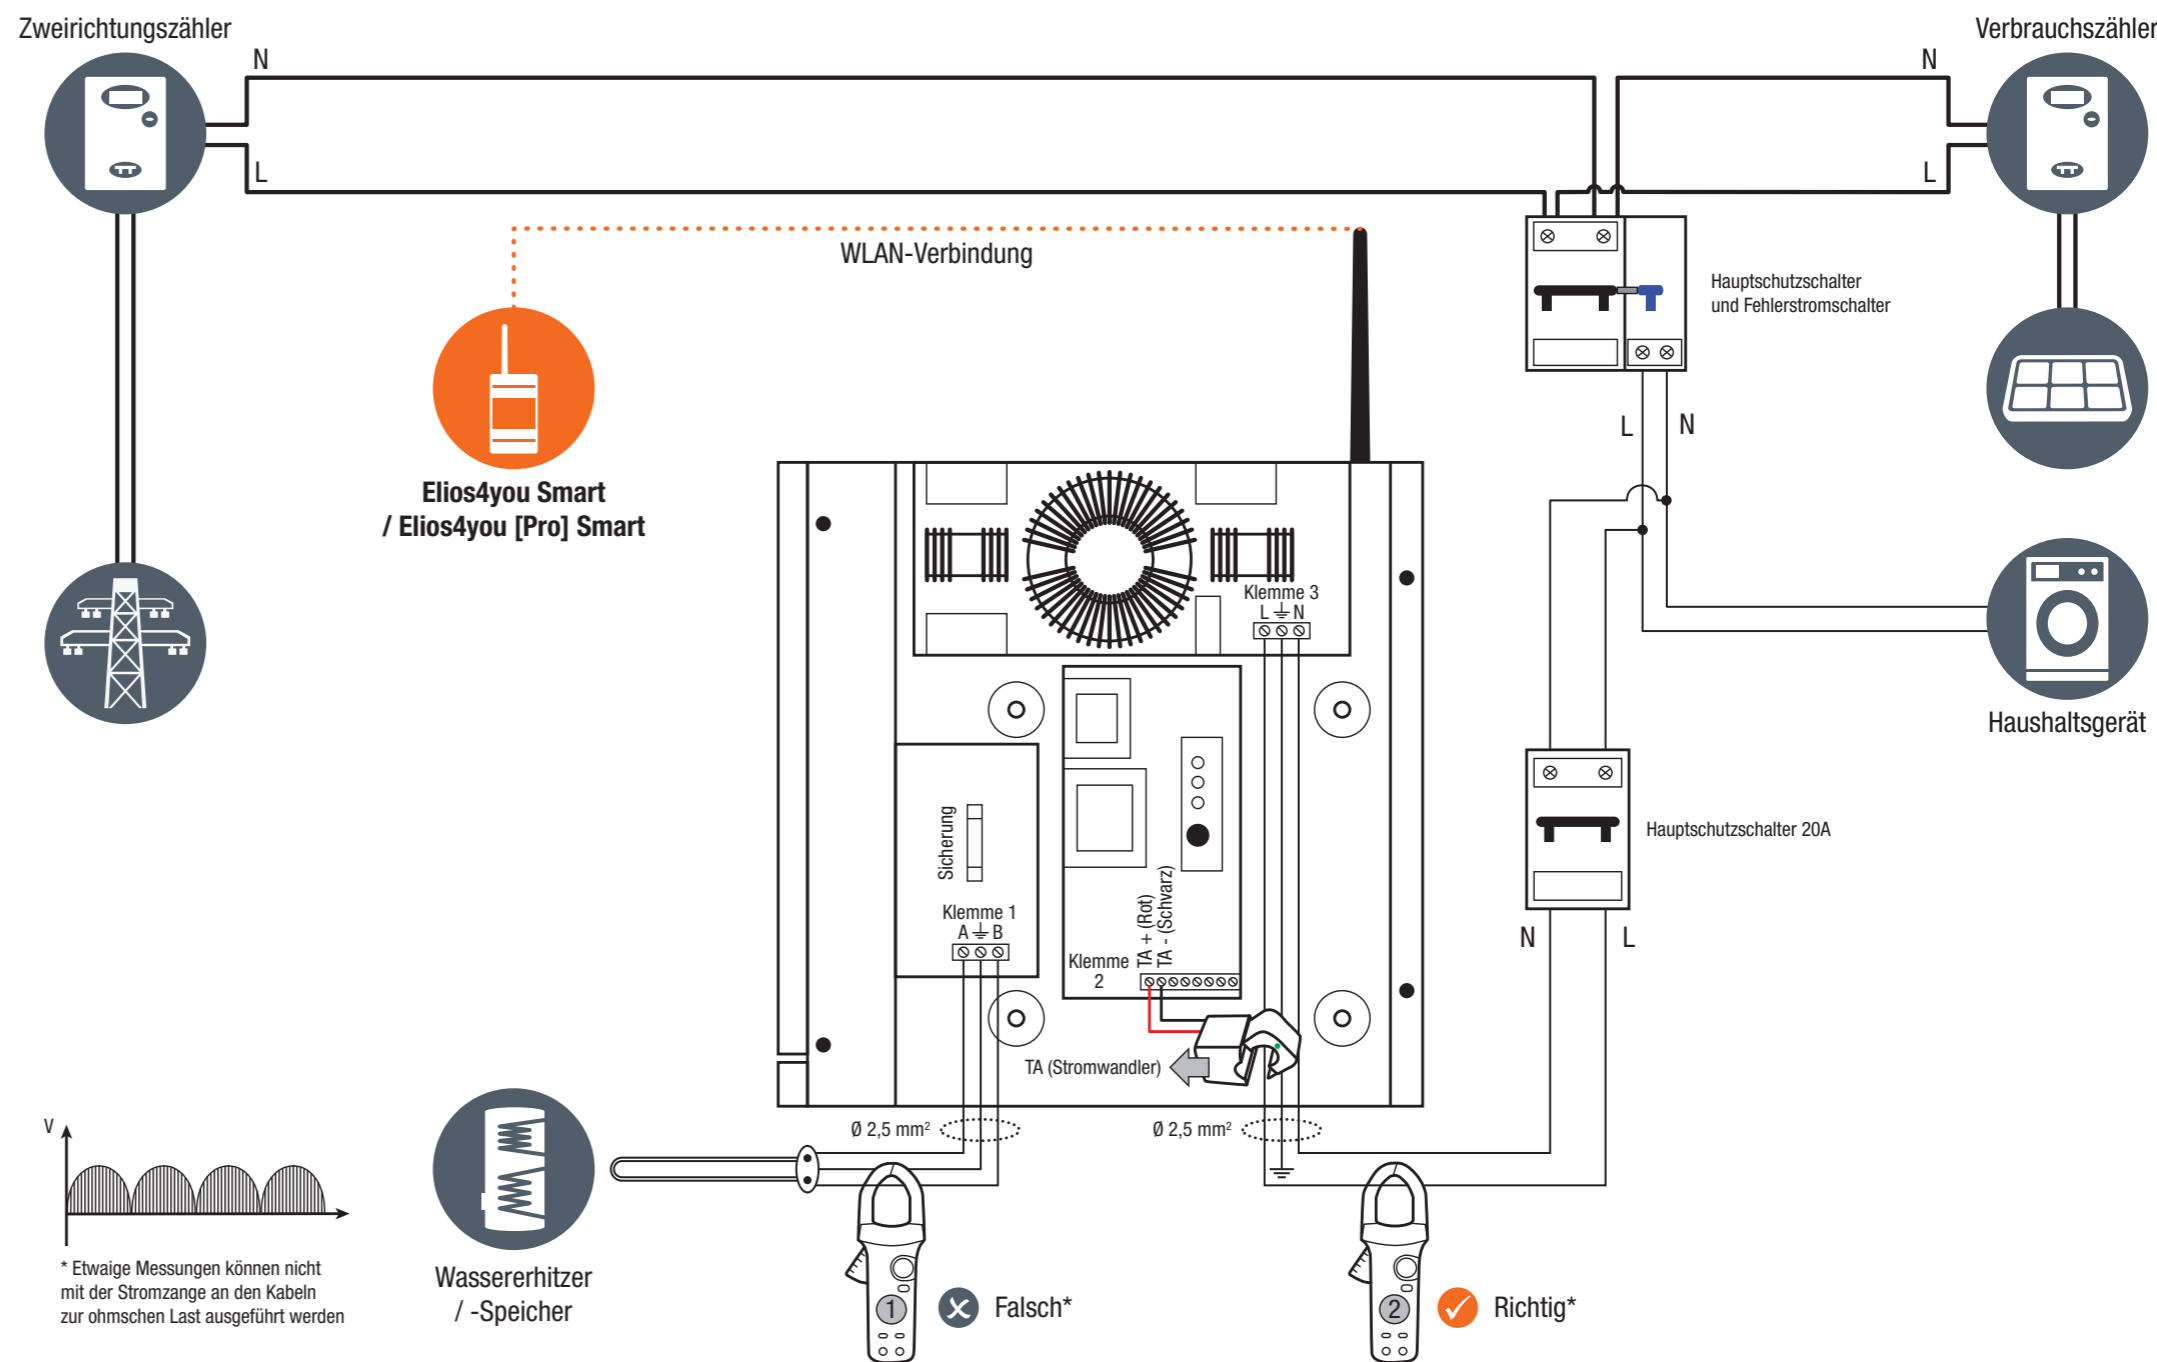 Zweirichtungszähler
Verbrauchszähler
N
N
L
L
WLAN-Verbindung
Hauptschutzschalter
und Fehlerstromschalter
L
N
Elios4you Smart
/ Elios4you [Pro] Smart
Klemme 3
L
N
Haushaltsgerät
Sicherung
Hauptschutzschalter 20A
TA + (Rot)
TA - (Schvarz)
Klemme 1
A
B
N
L
Klemme
2
TA (Stromwandler)
Ø 2,5 mm²
Ø 2,5 mm²
V
* Etwaige Messungen können nicht
mit der Stromzange an den Kabeln
zur ohmschen Last ausgeführt werden
Wassererhitzer
/ -Speicher
1
Falsch*
2
Richtig*